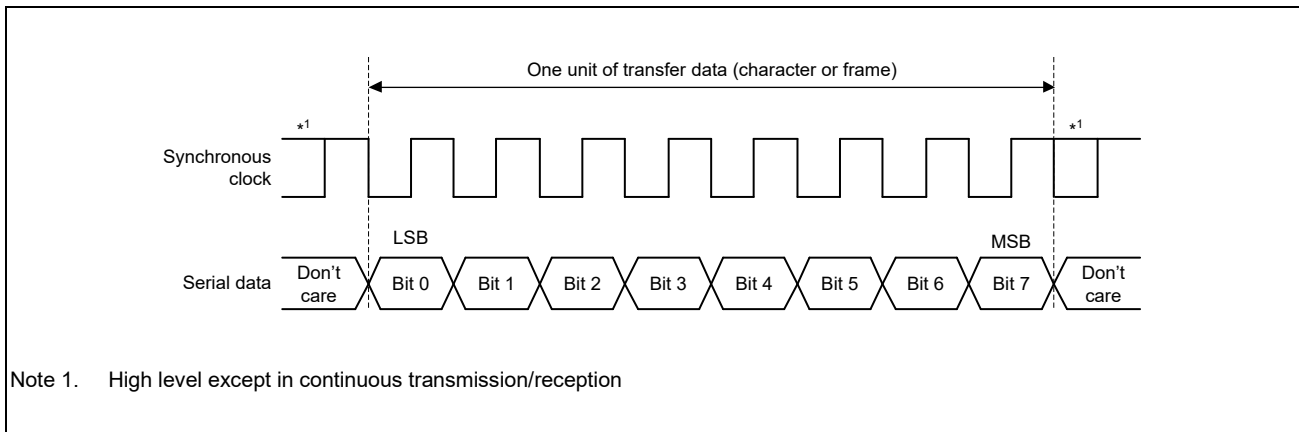 One unit of transfer data (character or frame)
*1
*1
Synchronous
clock
LSB
MSB
Serial data
Don't
care
Bit 0
Bit 1
Bit 2
Bit 3
Bit 4
Bit 5
Bit 6
Bit 7
Don't
care
Note 1. High level except in continuous transmission/reception